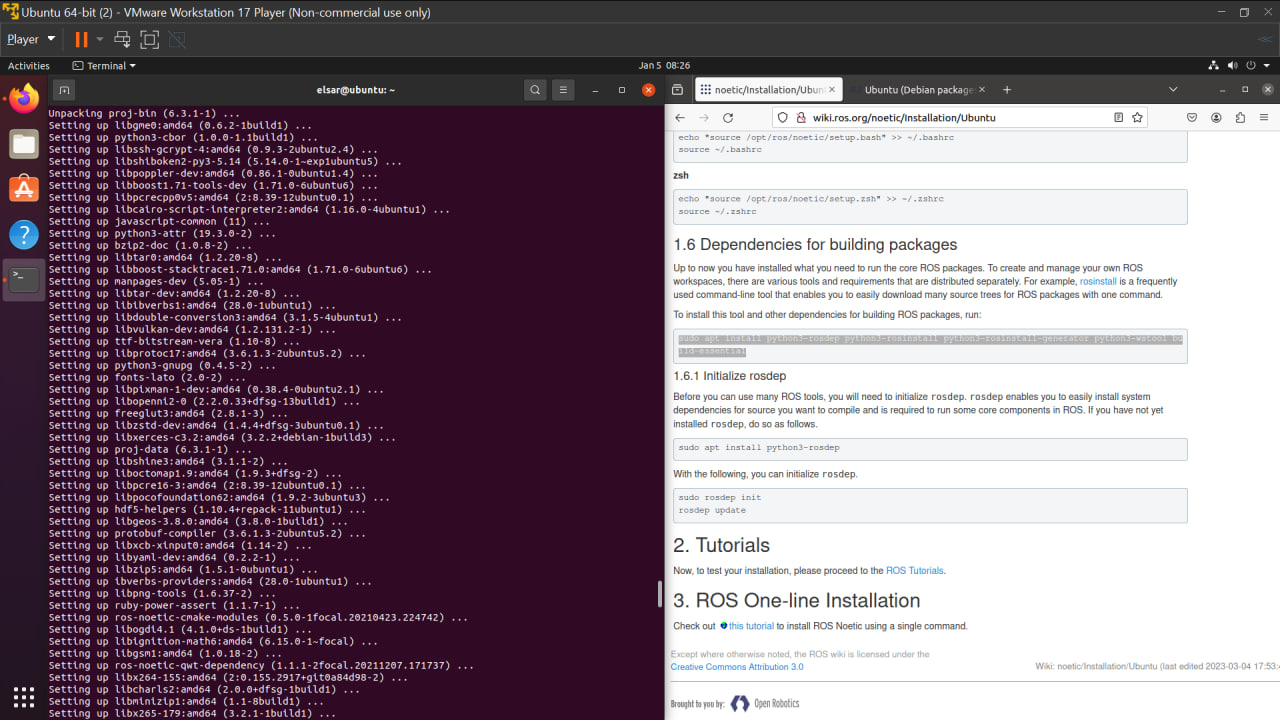 Ubuntu 64-bit (2) - VMware Workstation 17 Player (Non-commercial use only)
Player
Activities
Terminal
Jan 5 08:26
elsar@ubuntu: ~
Unpacking proj-bin (6.3.1-1) ...
Setting up libgme0:amd64 (0.6.2-1build1) ...
Setting up python3-cbor (1.0.0-1.1build1) ...
Setting up libssh-gcrypt-4:amd64 (0.9.3-2ubuntu2.4) ...
Setting up libshiboken2-py3-5.14 (5.14.0-1~exp1ubuntu5) ...
Setting up libpoppler-dev:amd64 (0.86.1-0ubuntu1.4) ...
Setting up libboost1.71-tools-dev (1.71.0-6ubuntu6) ...
Setting up libpcrecpp0v5:amd64 (2:8.39-12ubuntu0.1) ...
Setting up libcairo-script-interpreter2:amd64 (1.16.0-4ubuntu1) ...
Setting up javascript-common (11) ...
Setting up python3-attr (19.3.0-2) ...
Setting up bzip2-doc (1.0.8-2) ...
Setting up libtar0:amd64 (1.2.20-8) ...
Setting up libboost-stacktrace1.71.0:amd64 (1.71.0-6ubuntu6) ...
Setting up manpages-dev (5.05-1) ...
Setting up libtar-dev:amd64 (1.2.20-8) ...
Setting up libibverbs1:amd64 (28.0-1ubuntu1) ...
Setting up libdouble-conversion3:amd64 (3.1.5-4ubuntu1) ...
Setting up libvulkan-dev:amd64 (1.2.131.2-1) ...
Setting up ttf-bitstream-vera (1.10-8) ...
Setting up libprotoc17:amd64 (3.6.1.3-2ubuntu5.2) ...
Setting up python3-gnupg (0.4.5-2) ...
Setting up fonts-lato (2.0-2) ...
Setting up libpixman-1-dev:amd64 (0.38.4-0ubuntu2.1) ...
Setting up libopenni2-0 (2.2.0.33+dfsg-13build1) ...
Setting up freeglut3:amd64 (2.8.1-3) ...
Setting up libzstd-dev:amd64 (1.4.4+dfsg-3ubuntu0.1) ...
Setting up libxerces-c3.2:amd64 (3.2.2+debian-1build3) ...
Setting up proj-data (6.3.1-1) ...
Setting up libshine3:amd64 (3.1.1-2) ...
Setting up liboctomap1.9:amd64 (1.9.3+dfsg-2) ...
Setting up libpcre16-3:amd64 (2:8.39-12ubuntu0.1) ...
Setting up libpocofoundation62:amd64 (1.9.2-3ubuntu3) ...
Setting up hdf5-helpers (1.10.4+repack-11ubuntu1) ...
Setting up libgeos-3.8.0:amd64 (3.8.0-1build1) ...
Setting up protobuf-compiler (3.6.1.3-2ubuntu5.2) ...
Setting up libxcb-xinput0:amd64 (1.14-2) ...
Setting up libyaml-dev:amd64 (0.2.2-1) ...
Setting up libzip5:amd64 (1.5.1-0ubuntu1) ...
Setting up ibverbs-providers:amd64 (28.0-1ubuntu1) ...
Setting up libpng-tools (1.6.37-2) ...
Setting up ruby-power-assert (1.1.7-1) ...
Setting up ros-noetic-cmake-modules (0.5.0-1focal.20210423.224742) ...
Setting up libogdi4.1 (4.1.0+ds-1build1) ...
Setting up libignition-math6:amd64 (6.15.0-1~focal) ...
Setting up libgsm1:amd64 (1.0.18-2) ...
Setting up ros-noetic-qwt-dependency (1.1.1-2focal.20211207.171737) ...
Setting up libx264-155:amd64 (2:0.155.2917+git0a84d98-2) ...
Setting up libcharls2:amd64 (2.0.0+dfsg-1build1) ...
Setting up libminizip1:amd64 (1.1-8build1) ...
Setting up libx265-179:amd64 (3.2.1-1build1) ...
noetic/Installation/Ubun
Ubuntu (Debian package
wiki.ros.org/noetic/Installation/Ubuntu
echo "source /opt/ros/noetic/setup.bash" >> ~/.bashrc
source ~/.bashrc
zsh
echo "source /opt/ros/noetic/setup.zsh" >> ~/.zshrc
source ~/.zshrc
1.6 Dependencies for building packages
Up to now you have installed what you need to run the core ROS packages. To create and manage your own ROS
workspaces, there are various tools and requirements that are distributed separately. For example, rosinstall is a frequently
used command-line tool that enables you to easily download many source trees for ROS packages with one command.
To install this tool and other dependencies for building ROS packages, run:
sudo apt install python3-rosdep python3-rosinstall python3-rosinstall-generator python3-wstool bu
ild-essential
1.6.1 Initialize rosdep
Before you can use many ROS tools, you will need to initialize rosdep. rosdep enables you to easily install system
dependencies for source you want to compile and is required to run some core components in ROS. If you have not yet
installed rosdep, do so as follows.
sudo apt install python3-rosdep
With the following, you can initialize rosdep.
sudo rosdep init
rosdep update
2. Tutorials
Now, to test your installation, please proceed to the ROS Tutorials.
3. ROS One-line Installation
Check out this tutorial to install ROS Noetic using a single command.
Except where otherwise noted, the ROS wiki is licensed under the
Creative Commons Attribution 3.0
Wiki: noetic/Installation/Ubuntu (last edited 2023-03-04 17:53:4
Brought to you by: Open Robotics